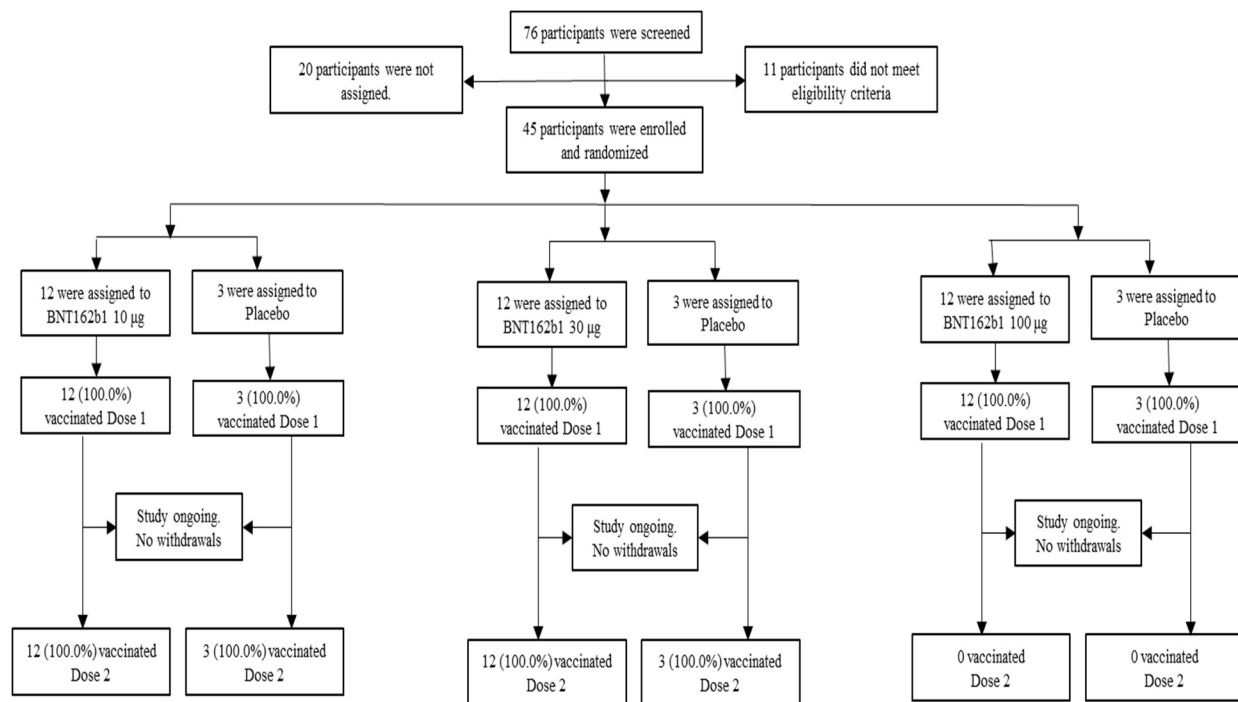 76 participants were screened
20 participants were not
assigned.
11 participants did not meet
eligibility criteria
45 participants were enrolled
and randomized
12 were assigned to
BNT162b1 10 μg
3 were assigned to
Placebo
12 were assigned to
BNT162b1 30 μg
3 were assigned to
Placebo
12 were assigned to
BNT162b1 100 μg
3 were assigned to
Placebo
12 (100.0%)
vaccinated Dose 1
3 (100.0%)
vaccinated Dose 1
12 (100.0%)
vaccinated Dose 1
3 (100.0%)
vaccinated Dose 1
12 (100.0%)
vaccinated Dose 1
3 (100.0%)
vaccinated Dose 1
Study ongoing.
No withdrawals
Study ongoing.
No withdrawals
Study ongoing.
No withdrawals
12 (100.0%) vaccinated
Dose 2
3 (100.0%) vaccinated
Dose 2
12 (100.0%) vaccinated
Dose 2
3 (100.0%) vaccinated
Dose 2
0 vaccinated
Dose 2
0 vaccinated
Dose 2